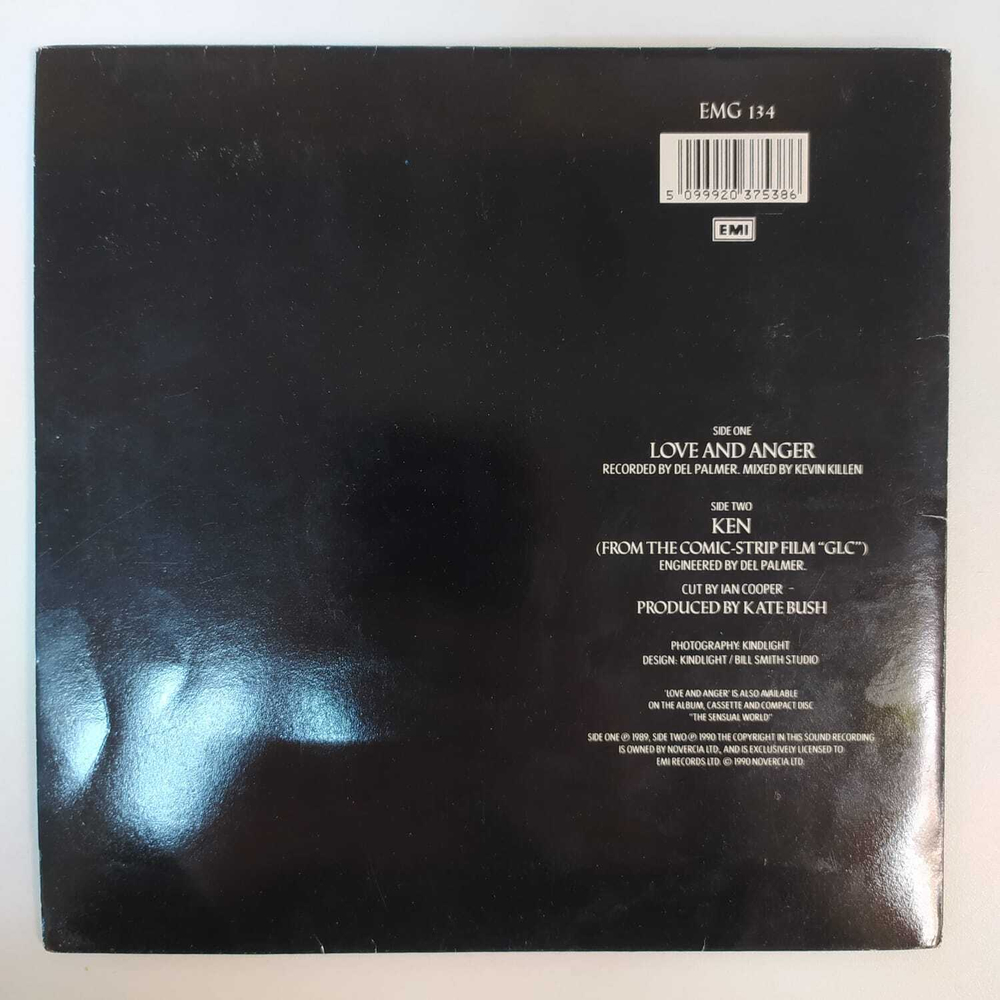 EMG 134
5 099920 375386
EMI
SIDE ONE
LOVE AND ANGER
RECORDED BY DEL PALMER. MIXED BY KEVIN KILLEN
SIDE TWO
KEN
(FROM THE COMIC-STRIP FILM “GLC”)
ENGINEERED BY DEL PALMER.
CUT BY IAN COOPER -
PRODUCED BY KATE BUSH
PHOTOGRAPHY: KINDLIGHT
DESIGN: KINDLIGHT / BILL SMITH STUDIO
'LOVE AND ANGER' IS ALSO AVAILABLE
ON THE ALBUM, CASSETTE AND COMPACT DISC
"THE SENSUAL WORLD"
SIDE ONE ℗ 1989, SIDE TWO ℗ 1990 THE COPYRIGHT IN THIS SOUND RECORDING
IS OWNED BY NOVERCIA LTD., AND IS EXCLUSIVELY LICENSED TO
EMI RECORDS LTD. © 1990 NOVERCIA LTD.